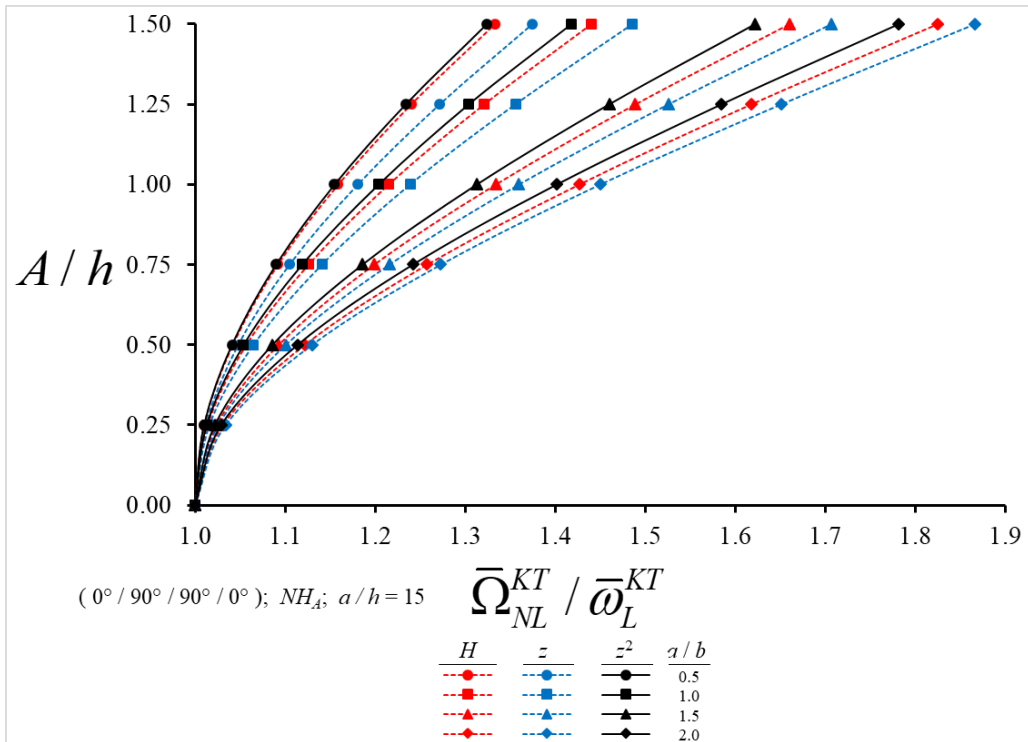 1.50
1.25
1.00
A / h
0.75
0.50
0.25
0.00
1.0 1.1 1.2 1.3 1.4 1.5 1.6 1.7 1.8 1.9
( 0° / 90° / 90° / 0° ); NH_A; a / h = 15
Ω̅_NL^KT / ω̅_L^KT
H z z² a / b
0.5
1.0
1.5
2.0